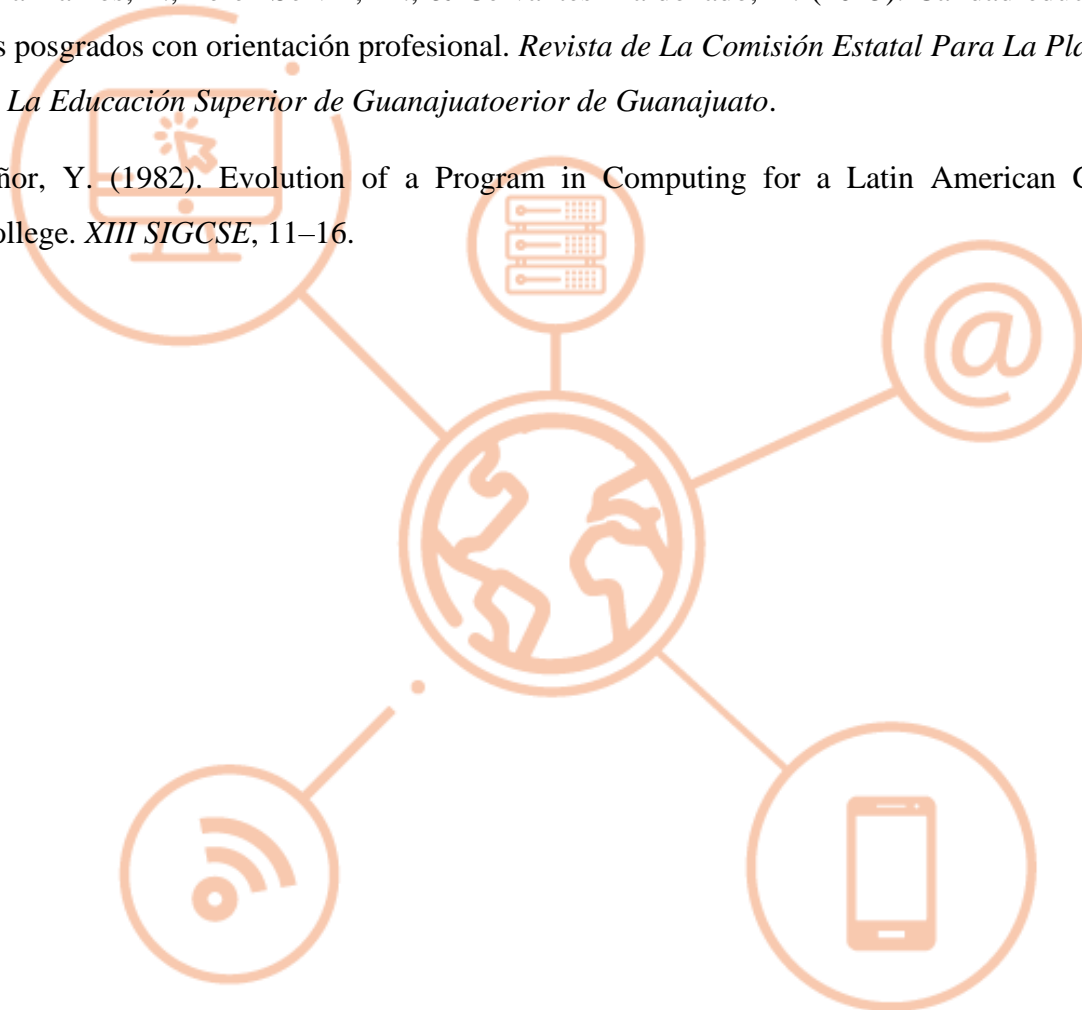 s posgrados con orientación profesional. Revista de La Comisión Estatal Para La Pla
La Educación Superior de Guanajuatoerior de Guanajuato.
ñor, Y. (1982). Evolution of a Program in Computing for a Latin American
ollege. XIII SIGCSE, 11–16.
@